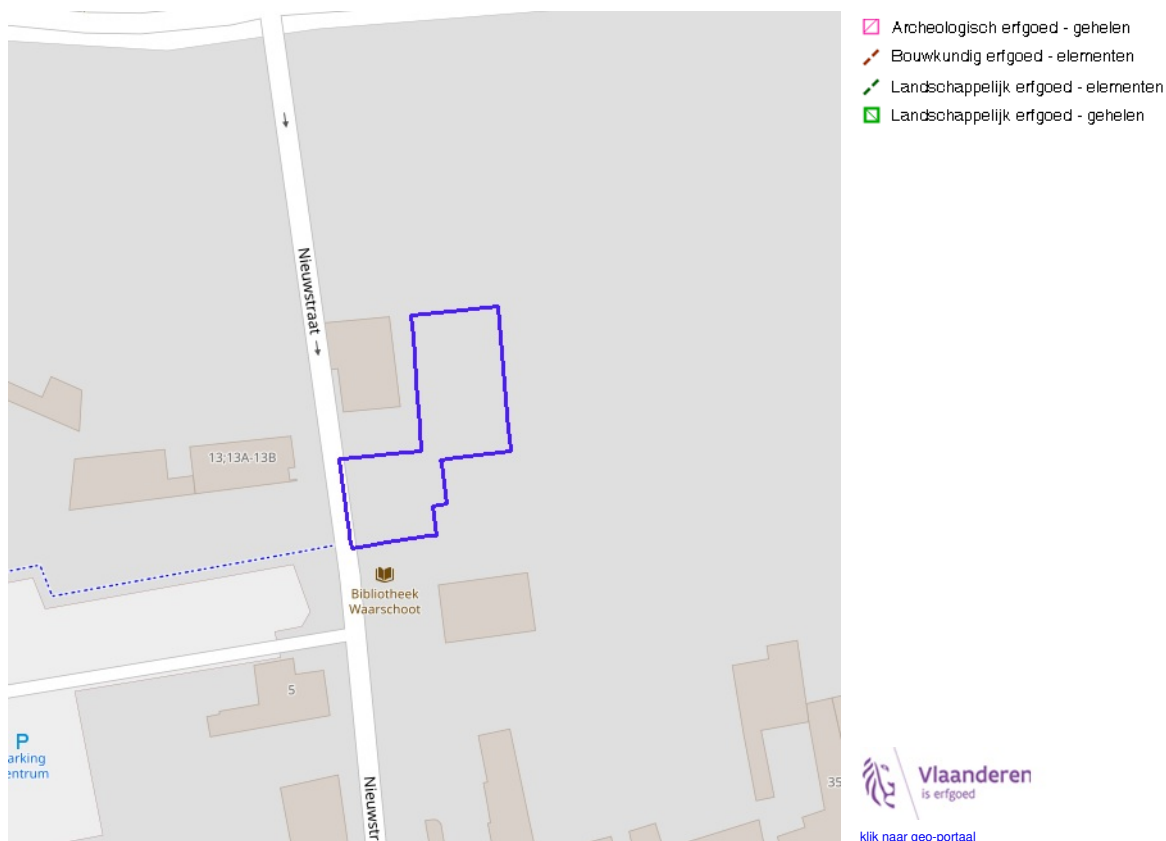 Archeologisch erfgoed - gehelen
Bouwkundig erfgoed - elementen
Landschappelijk erfgoed - elementen
Landschappelijk erfgoed - gehelen
Nieuwstraat
13;13A-13B
Bibliotheek
Waarschoot
5
P
arking
entrum
Nieuwstr
35
Vlaanderen
is erfgoed
klik naar geo-portaal